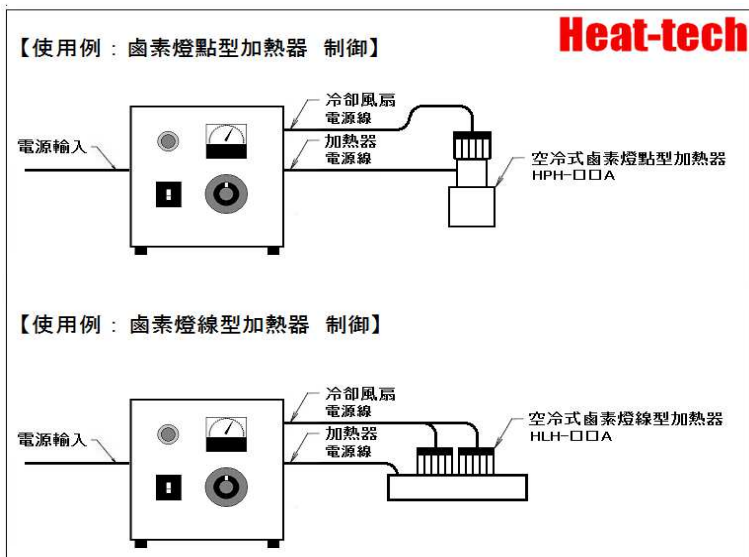 Heat-tech
【使用例：鹵素燈點型加熱器 制御】
冷卻風扇
電源線
電源輸入
加熱器
電源線
空冷式鹵素燈點型加熱器
HPH-□□A
【使用例：鹵素燈線型加熱器 制御】
冷卻風扇
電源線
電源輸入
加熱器
電源線
空冷式鹵素燈線型加熱器
HLH-□□A